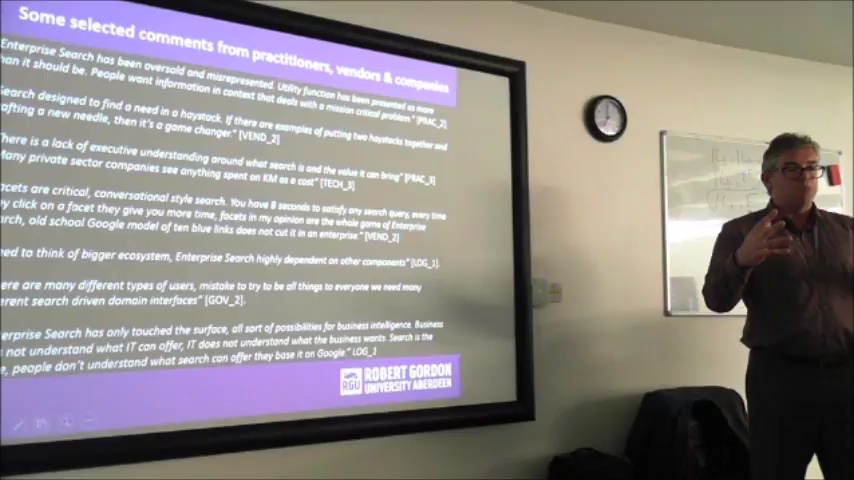 Some selected comments from practitioners, vendors & companies
Enterprise Search has been oversold and misrepresented. Utility function has been presented as more
han it should be. People want information in context that deals with a mission critical problem." [PRAC_2]
earch designed to find a need in a haystack. If there are examples of putting two haystacks together and
rafting a new needle, then it's a game changer." [VEND_2]
here is a lack of executive understanding around what search is and the value it can bring" [PRAC_3]
Many private sector companies see anything spent on KM as a cost" [TECH_3]
acets are critical, conversational style search. You have 8 seconds to satisfy any search query, every time
ey click on a facet they give you more time, facets in my opinion are the whole game of Enterprise
arch, old school Google model of ten blue links does not cut it in an enterprise." [VEND_2]
eed to think of bigger ecosystem, Enterprise Search highly dependent on other components" [LOG_1].
ere are many different types of users, mistake to try to be all things to everyone we need many
erent search driven domain interfaces" [GOV_2].
erprise Search has only touched the surface, all sort of possibilities for business intelligence. Business
not understand what IT can offer, IT does not understand what the business wants. Search is the
e, people don't understand what search can offer they base it on Google" LOG_1
RGU ROBERT GORDON
UNIVERSITY ABERDEEN